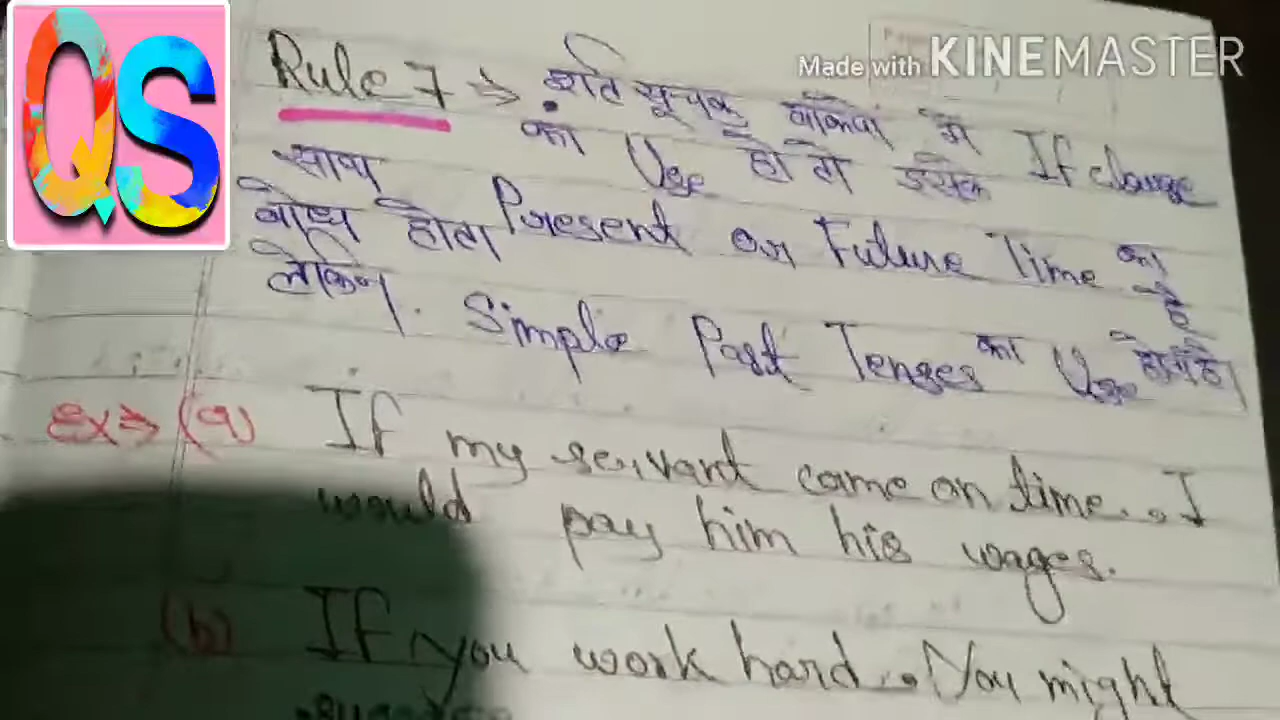 QS
Made with KINEMASTER
Rule 7 ⇒ शर्त सूचक वाक्यों में If clause
का Use हो तो उसके
साथ Present or Future Time का
बोध होता है
लेकिन Simple Past Tenses का Use होता है।
Ex ⇒ (a) If my servant came on time, I
would pay him his wages.
(b) If you work hard, You might